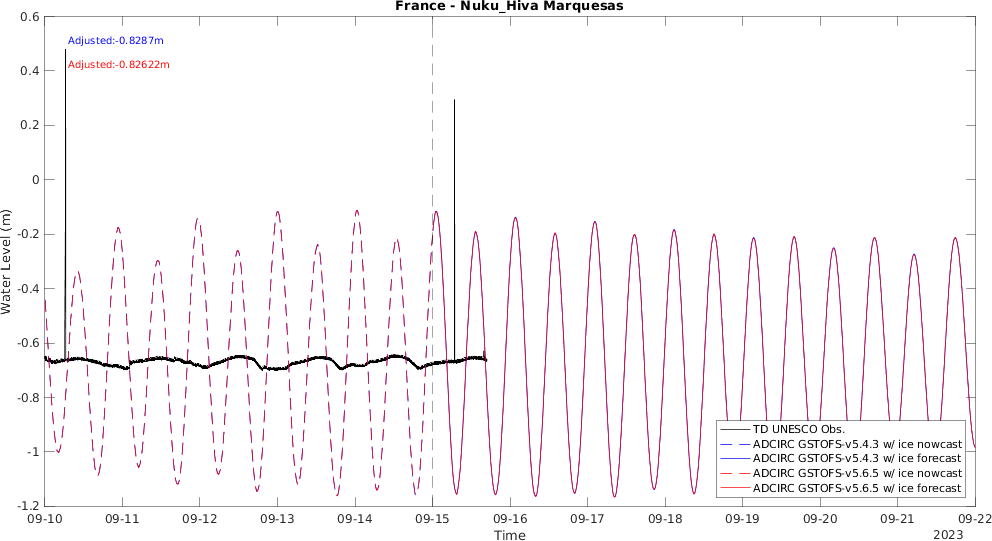 France - Nuku_Hiva Marquesas
Adjusted:-0.8287m
Adjusted:-0.82622m
Water Level (m)
0.6
0.4
0.2
0
-0.2
-0.4
-0.6
-0.8
-1
-1.2
TD UNESCO Obs.
ADCIRC GSTOFS-v5.4.3 w/ ice nowcast
ADCIRC GSTOFS-v5.4.3 w/ ice forecast
ADCIRC GSTOFS-v5.6.5 w/ ice nowcast
ADCIRC GSTOFS-v5.6.5 w/ ice forecast
09-10 09-11 09-12 09-13 09-14 09-15 09-16 09-17 09-18 09-19 09-20 09-21 09-22
Time
2023